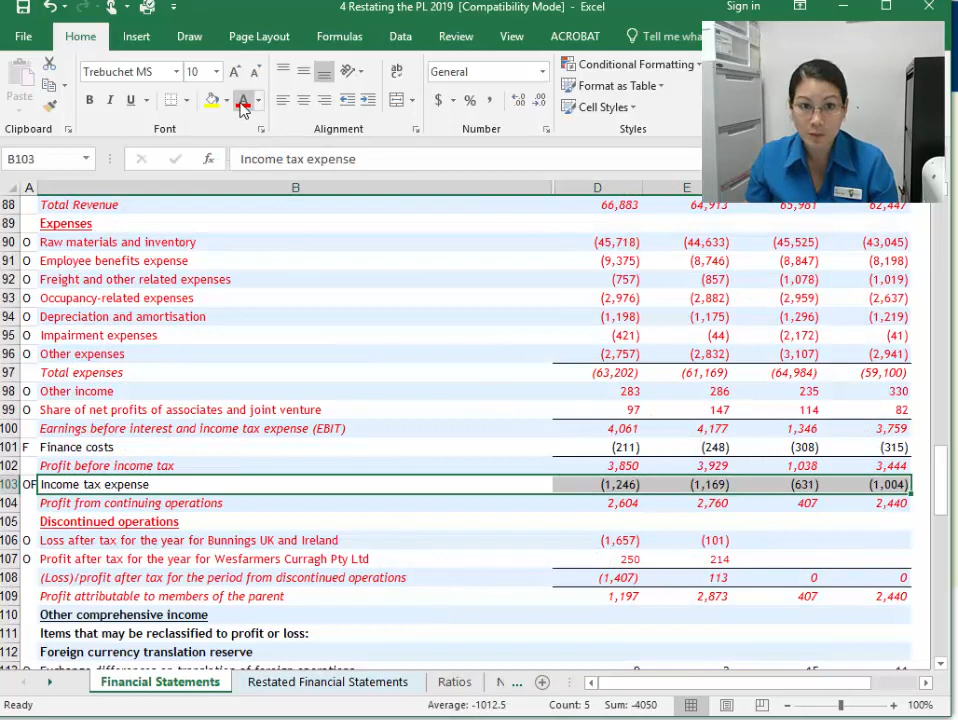 4 Restating the PL 2019 [Compatibility Mode] - Excel
Sign in
File Home Insert Draw Page Layout Formulas Data Review View ACROBAT Tell me wha
Paste
Trebuchet MS 10 A A
ab
General
Conditional Formatting
Format as Table
B I U A
$ % ,
Cell Styles
Clipboard Font Alignment Number Styles
B103 fx Income tax expense
A B D E
88 Total Revenue 66,883 64,913 65,981 62,447
89 Expenses
90 O Raw materials and inventory (45,718) (44,633) (45,525) (43,045)
91 O Employee benefits expense (9,375) (8,746) (8,847) (8,198)
92 O Freight and other related expenses (757) (857) (1,078) (1,019)
93 O Occupancy-related expenses (2,976) (2,882) (2,959) (2,637)
94 O Depreciation and amortisation (1,198) (1,175) (1,296) (1,219)
95 O Impairment expenses (421) (44) (2,172) (41)
96 O Other expenses (2,757) (2,832) (3,107) (2,941)
97 Total expenses (63,202) (61,169) (64,984) (59,100)
98 O Other income 283 286 235 330
99 O Share of net profits of associates and joint venture 97 147 114 82
100 Earnings before interest and income tax expense (EBIT) 4,061 4,177 1,346 3,759
101 F Finance costs (211) (248) (308) (315)
102 Profit before income tax 3,850 3,929 1,038 3,444
103 OF Income tax expense (1,246) (1,169) (631) (1,004)
104 Profit from continuing operations 2,604 2,760 407 2,440
105 Discontinued operations
106 O Loss after tax for the year for Bunnings UK and Ireland (1,657) (101)
107 O Profit after tax for the year for Wesfarmers Curragh Pty Ltd 250 214
108 (Loss)/profit after tax for the period from discontinued operations (1,407) 113 0 0
109 Profit attributable to members of the parent 1,197 2,873 407 2,440
110 Other comprehensive income
111 Items that may be reclassified to profit or loss:
112 Foreign currency translation reserve
Financial Statements Restated Financial Statements Ratios N ...
Ready Average: -1012.5 Count: 5 Sum: -4050 100%